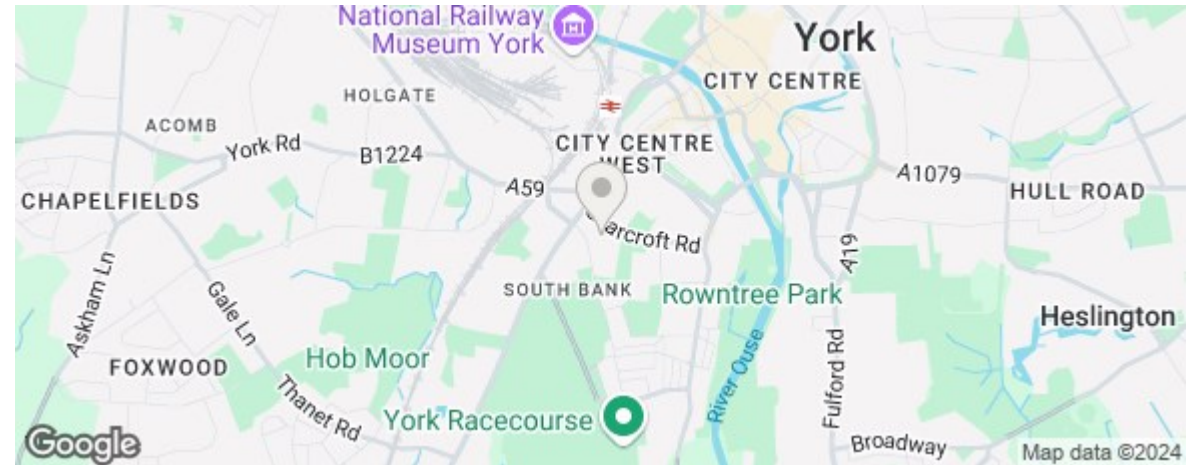 National Railway
Museum York
York
CITY CENTRE
HOLGATE
ACOMB
York Rd
B1224
CITY CENTRE
WEST
A59
A1079
HULL ROAD
CHAPELFIELDS
A19
SOUTH BANK
Rowntree Park
Askham Ln
Gale Ln
Heslington
Hob Moor
FOXWOOD
River Ouse
Fulford Rd
Thanet Rd
York Racecourse
Broadway
Google
Map data ©2024